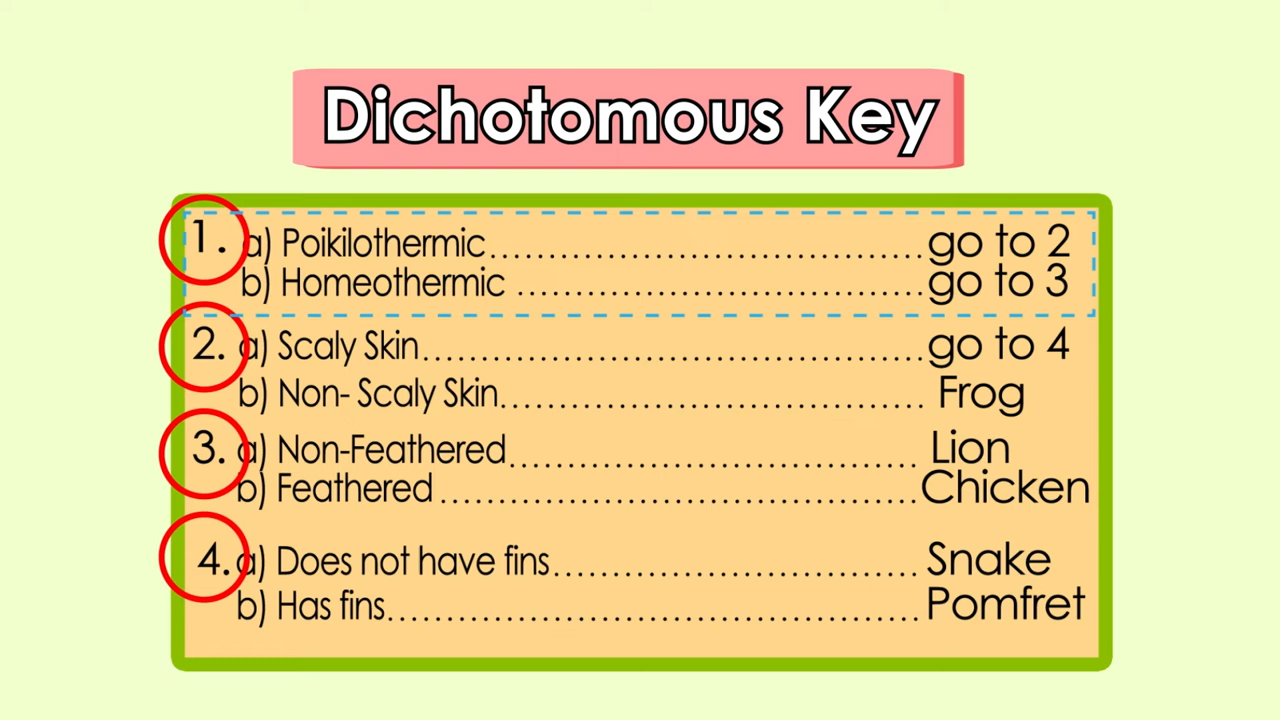 Dichotomous Key
1. a) Poikilothermic........................................go to 2
b) Homeothermic ........................................go to 3
2. a) Scaly Skin................................................go to 4
b) Non- Scaly Skin........................................... Frog
3. a) Non-Feathered......................................... Lion
b) Feathered................................................Chicken
4. a) Does not have fins..................................... Snake
b) Has fins..................................................... Pomfret